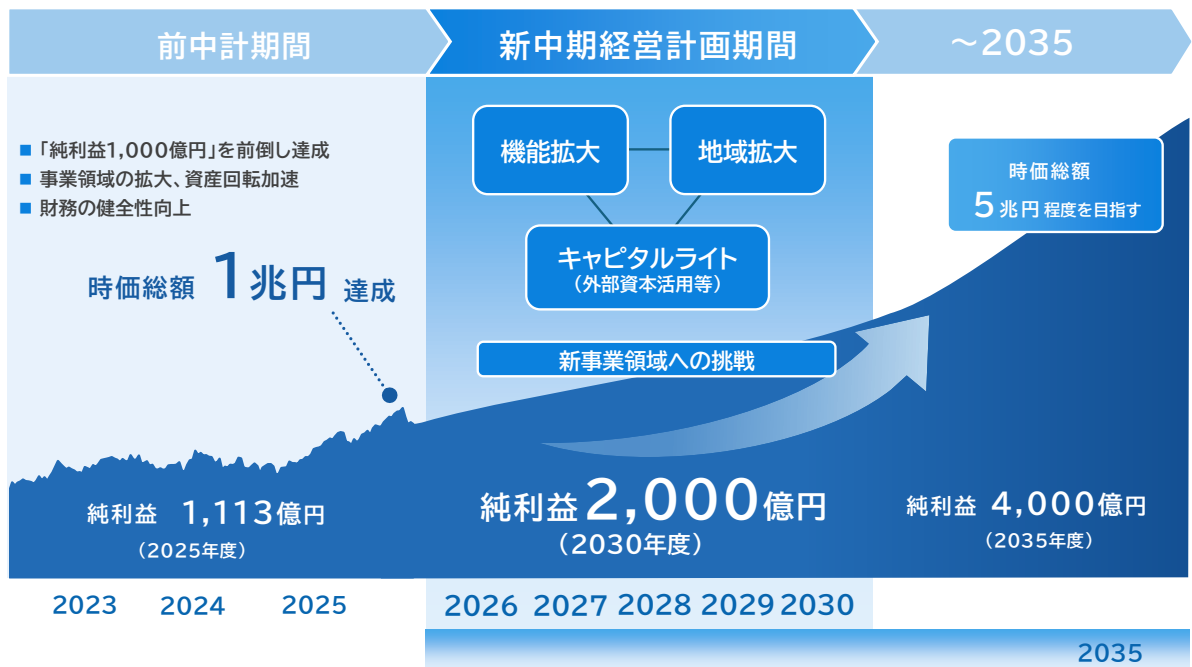 前中計期間
新中期経営計画期間
～2035
■ 「純利益1,000億円」を前倒し達成
■ 事業領域の拡大、資産回転加速
■ 財務の健全性向上
時価総額 1兆円 達成
機能拡大
地域拡大
キャピタルライト
（外部資本活用等）
新事業領域への挑戦
時価総額
5兆円程度を目指す
純利益 1,113億円
（2025年度）
純利益2,000億円
（2030年度）
純利益 4,000億円
（2035年度）
2023 2024 2025 2026 2027 2028 2029 2030
2035